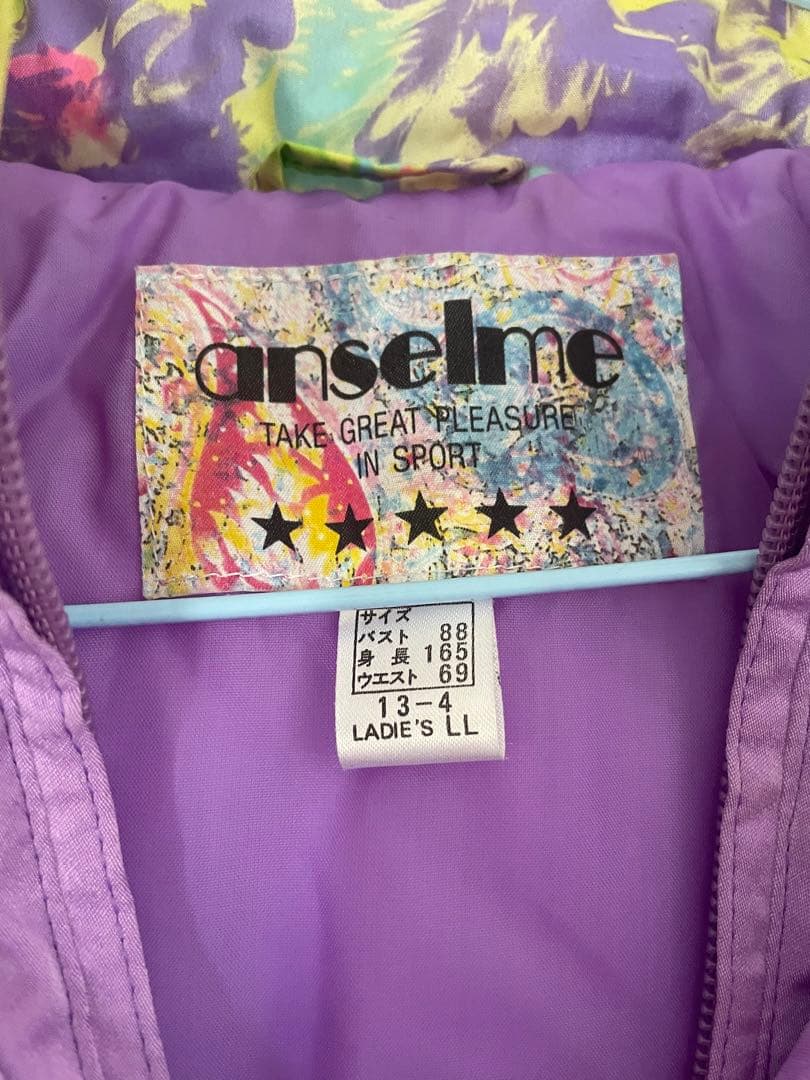 anselme
TAKE GREAT PLEASURE
IN SPORT
サイズ
バスト 88
身長 165
ウエスト 69
13-4
LADIE'S LL